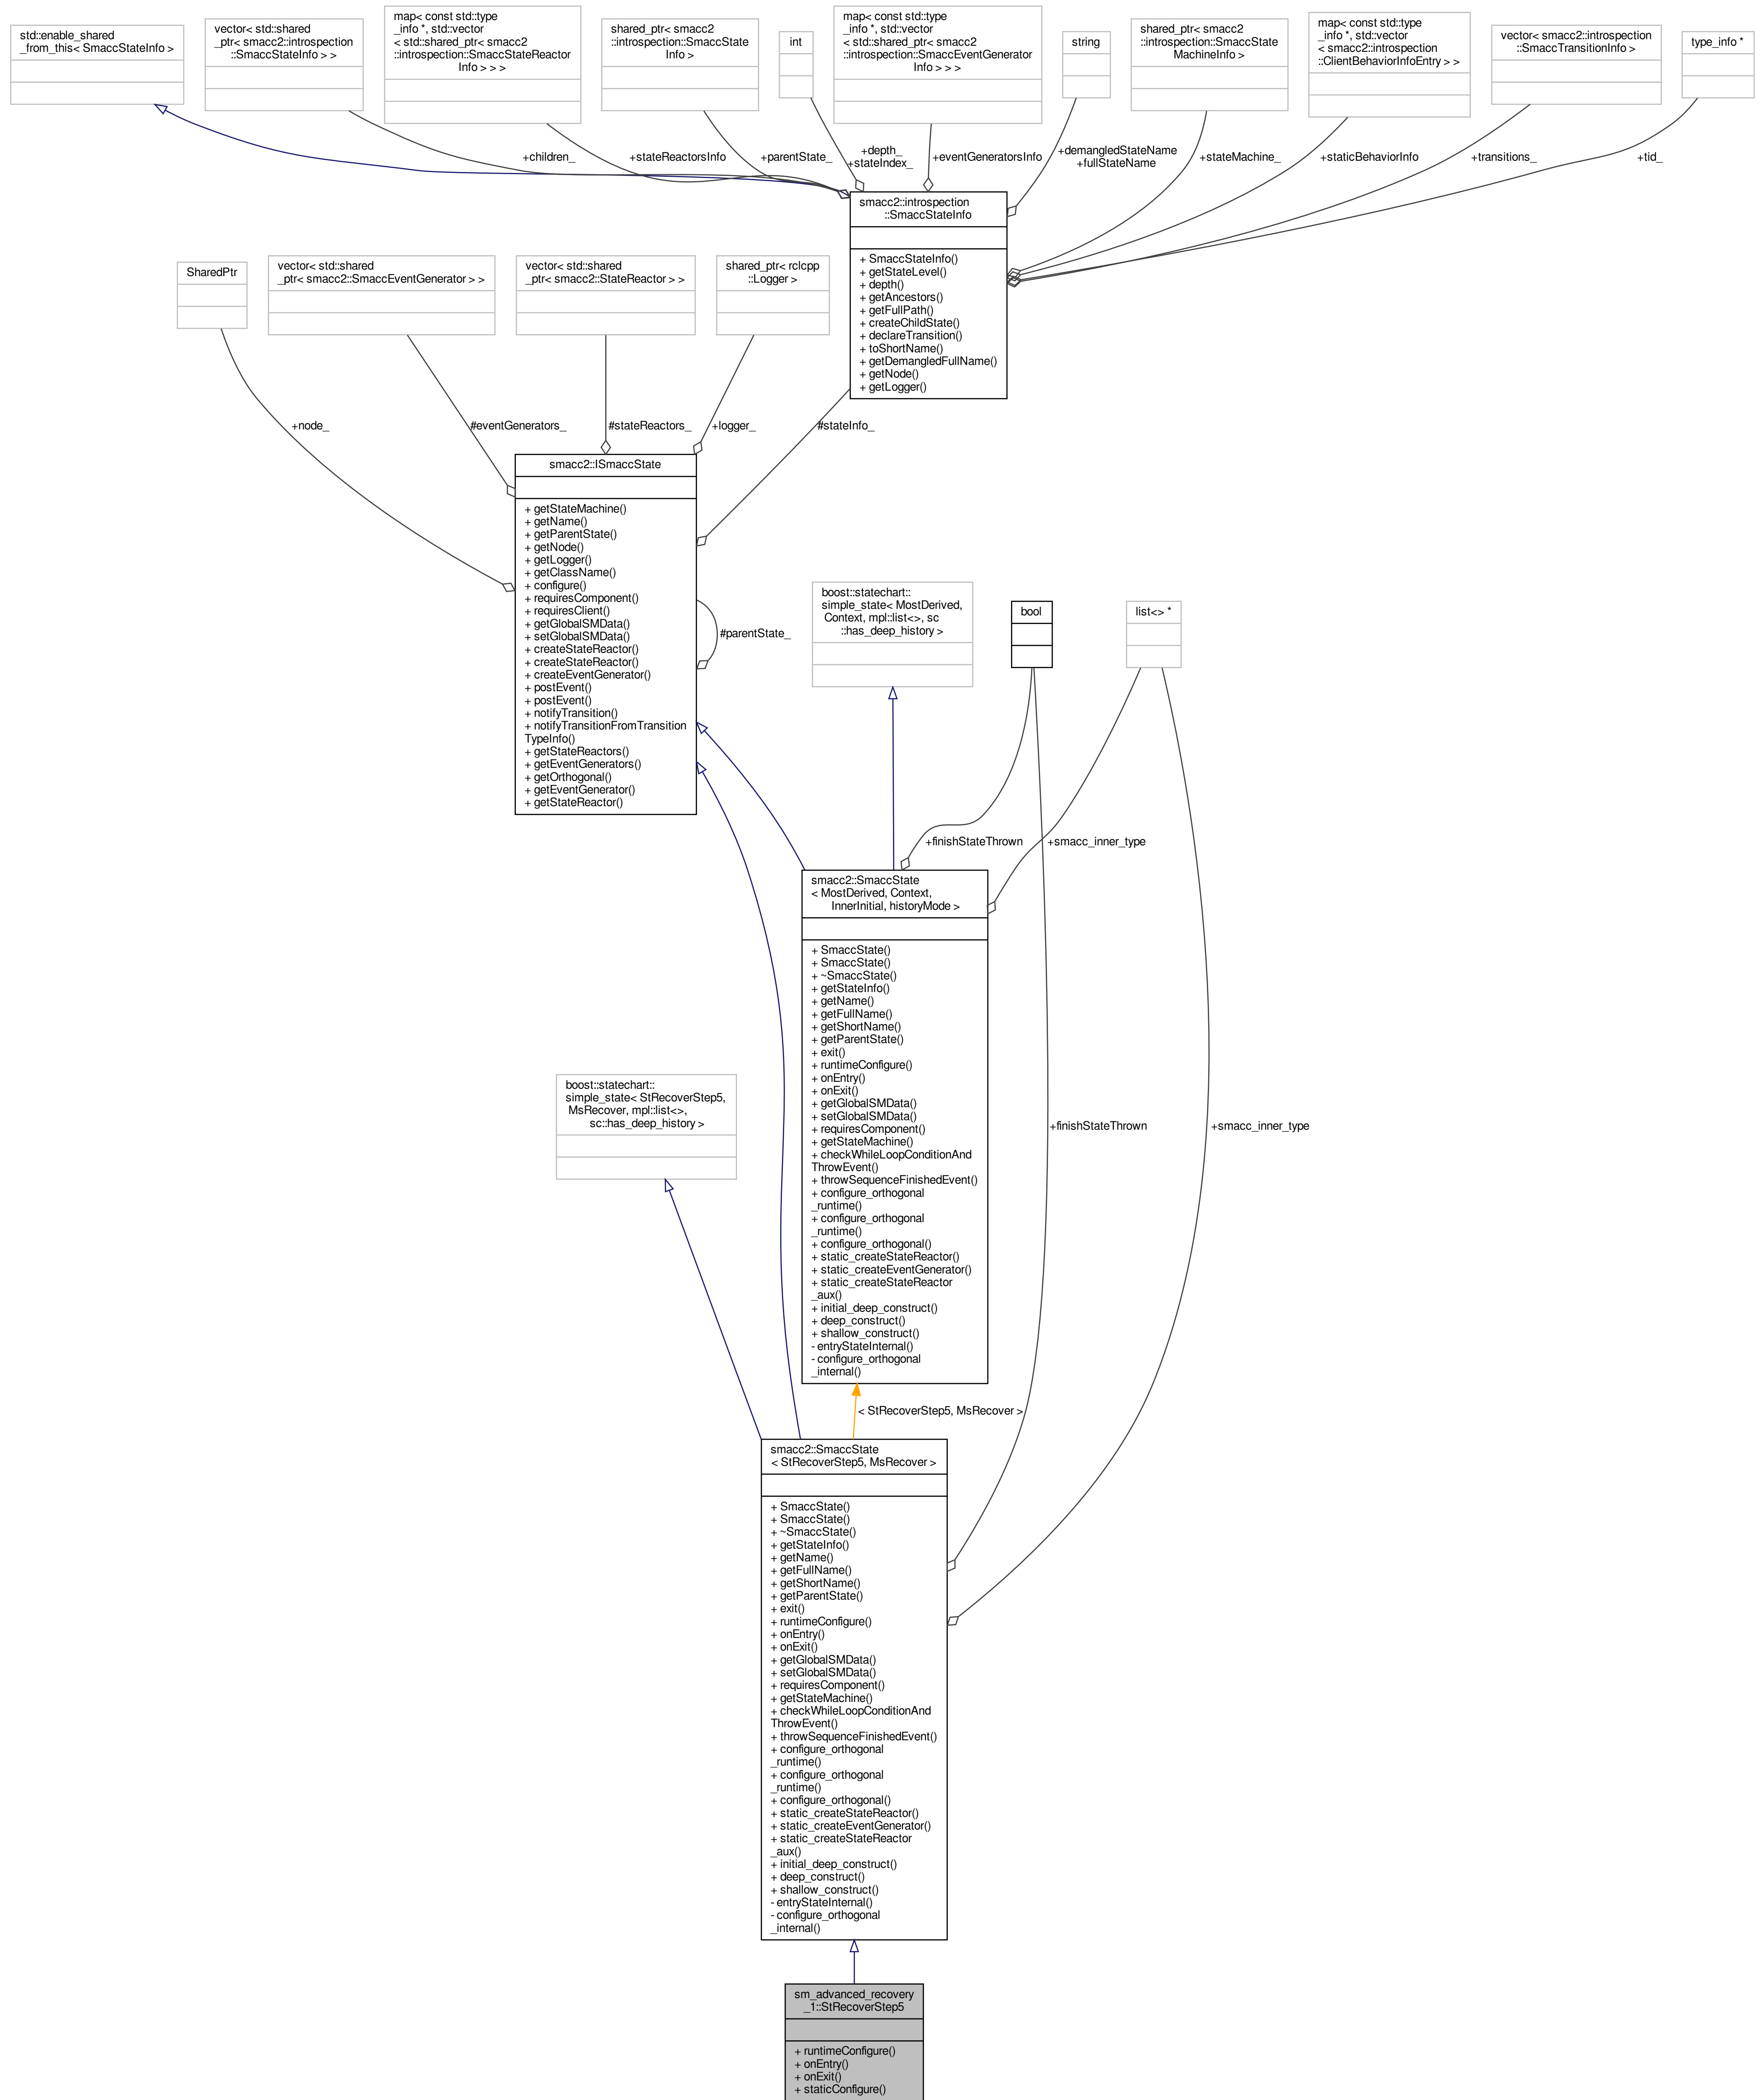 std::enable_shared
_from_this< SmaccStateInfo >
vector< std::shared
_ptr< smacc2::introspection
::SmaccStateInfo > >
map< const std::type
_info *, std::vector
< std::shared_ptr< smacc2
::introspection::SmaccStateReactor
Info > > >
shared_ptr< smacc2
::introspection::SmaccState
Info >
int
map< const std::type
_info *, std::vector
< std::shared_ptr< smacc2
::introspection::SmaccEventGenerator
Info > > >
string
shared_ptr< smacc2
::introspection::SmaccState
MachineInfo >
map< const std::type
_info *, std::vector
< smacc2::introspection
::ClientBehaviorInfoEntry > >
vector< smacc2::introspection
::SmaccTransitionInfo >
type_info *
+children_
+stateReactorsInfo
+parentState_
+depth_
+stateIndex_
+eventGeneratorsInfo
+demangledStateName
+fullStateName
+stateMachine_
+staticBehaviorInfo
+transitions_
+tid_
smacc2::introspection
::SmaccStateInfo
+ SmaccStateInfo()
+ getStateLevel()
+ depth()
+ getAncestors()
+ getFullPath()
+ createChildState()
+ declareTransition()
+ toShortName()
+ getDemangledFullName()
+ getNode()
+ getLogger()
SharedPtr
vector< std::shared
_ptr< smacc2::SmaccEventGenerator > >
vector< std::shared
_ptr< smacc2::StateReactor > >
shared_ptr< rclcpp
::Logger >
+node_
#eventGenerators_
#stateReactors_
+logger_
#stateInfo_
smacc2::ISmaccState
+ getStateMachine()
+ getName()
+ getParentState()
+ getNode()
+ getLogger()
+ getClassName()
+ configure()
+ requiresComponent()
+ requiresClient()
+ getGlobalSMData()
+ setGlobalSMData()
+ createStateReactor()
+ createStateReactor()
+ createEventGenerator()
+ postEvent()
+ postEvent()
+ notifyTransition()
+ notifyTransitionFromTransition
TypeInfo()
+ getStateReactors()
+ getEventGenerators()
+ getOrthogonal()
+ getEventGenerator()
+ getStateReactor()
#parentState_
boost::statechart::
simple_state< MostDerived,
Context, mpl::list<>, sc
::has_deep_history >
bool
list<> *
+finishStateThrown
+smacc_inner_type
smacc2::SmaccState
< MostDerived, Context,
InnerInitial, historyMode >
+ SmaccState()
+ SmaccState()
+ ~SmaccState()
+ getStateInfo()
+ getName()
+ getFullName()
+ getShortName()
+ getParentState()
+ exit()
+ runtimeConfigure()
+ onEntry()
+ onExit()
+ getGlobalSMData()
+ setGlobalSMData()
+ requiresComponent()
+ getStateMachine()
+ checkWhileLoopConditionAnd
ThrowEvent()
+ throwSequenceFinishedEvent()
+ configure_orthogonal
_runtime()
+ configure_orthogonal
_runtime()
+ configure_orthogonal()
+ static_createStateReactor()
+ static_createEventGenerator()
+ static_createStateReactor
_aux()
+ initial_deep_construct()
+ deep_construct()
+ shallow_construct()
- entryStateInternal()
- configure_orthogonal
_internal()
boost::statechart::
simple_state< StRecoverStep5,
MsRecover, mpl::list<>,
sc::has_deep_history >
+finishStateThrown
+smacc_inner_type
< StRecoverStep5, MsRecover >
smacc2::SmaccState
< StRecoverStep5, MsRecover >
+ SmaccState()
+ SmaccState()
+ ~SmaccState()
+ getStateInfo()
+ getName()
+ getFullName()
+ getShortName()
+ getParentState()
+ exit()
+ runtimeConfigure()
+ onEntry()
+ onExit()
+ getGlobalSMData()
+ setGlobalSMData()
+ requiresComponent()
+ getStateMachine()
+ checkWhileLoopConditionAnd
ThrowEvent()
+ throwSequenceFinishedEvent()
+ configure_orthogonal
_runtime()
+ configure_orthogonal
_runtime()
+ configure_orthogonal()
+ static_createStateReactor()
+ static_createEventGenerator()
+ static_createStateReactor
_aux()
+ initial_deep_construct()
+ deep_construct()
+ shallow_construct()
- entryStateInternal()
- configure_orthogonal
_internal()
sm_advanced_recovery
_1::StRecoverStep5
+ runtimeConfigure()
+ onEntry()
+ onExit()
+ staticConfigure()